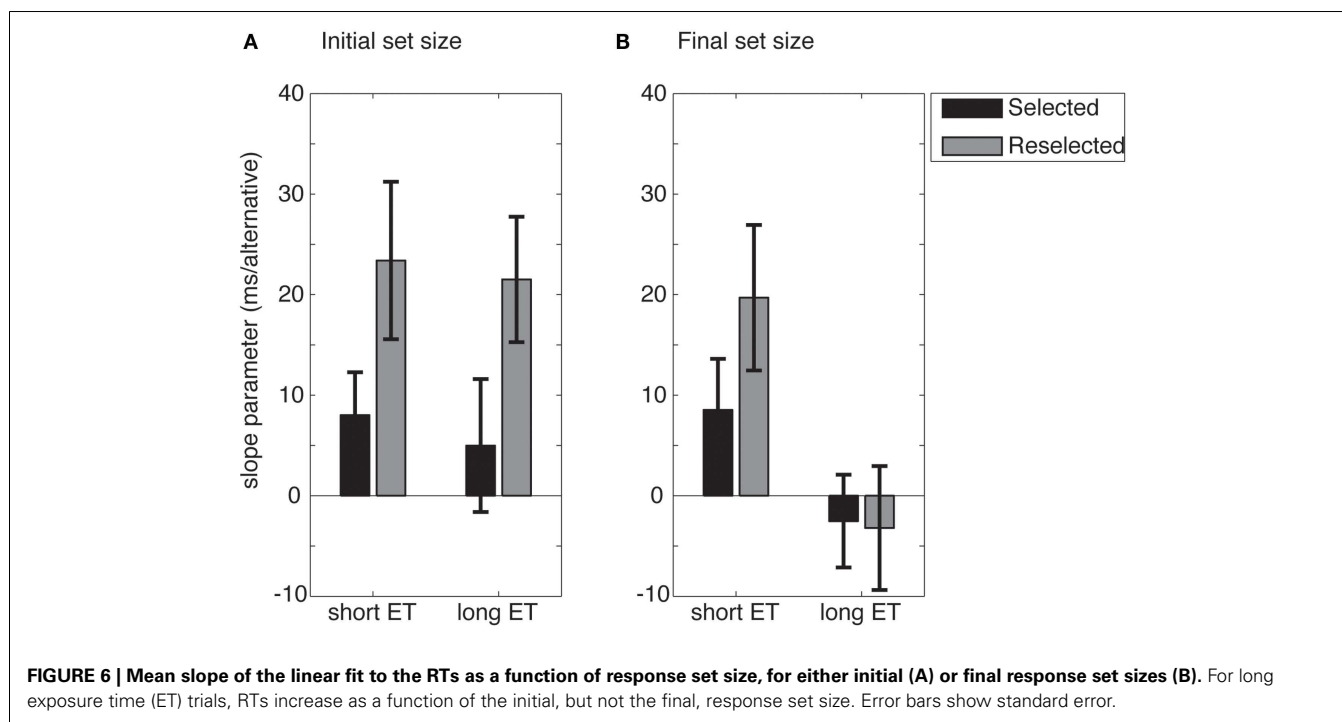 A Initial set size
B Final set size
40
30
20
10
0
-10
slope parameter (ms/alternative)
short ET
long ET
40
30
20
10
0
-10
short ET
long ET
Selected
Reselected
FIGURE 6 | Mean slope of the linear fit to the RTs as a function of response set size, for either initial (A) or final response set sizes (B). For long
exposure time (ET) trials, RTs increase as a function of the initial, but not the final, response set size. Error bars show standard error.